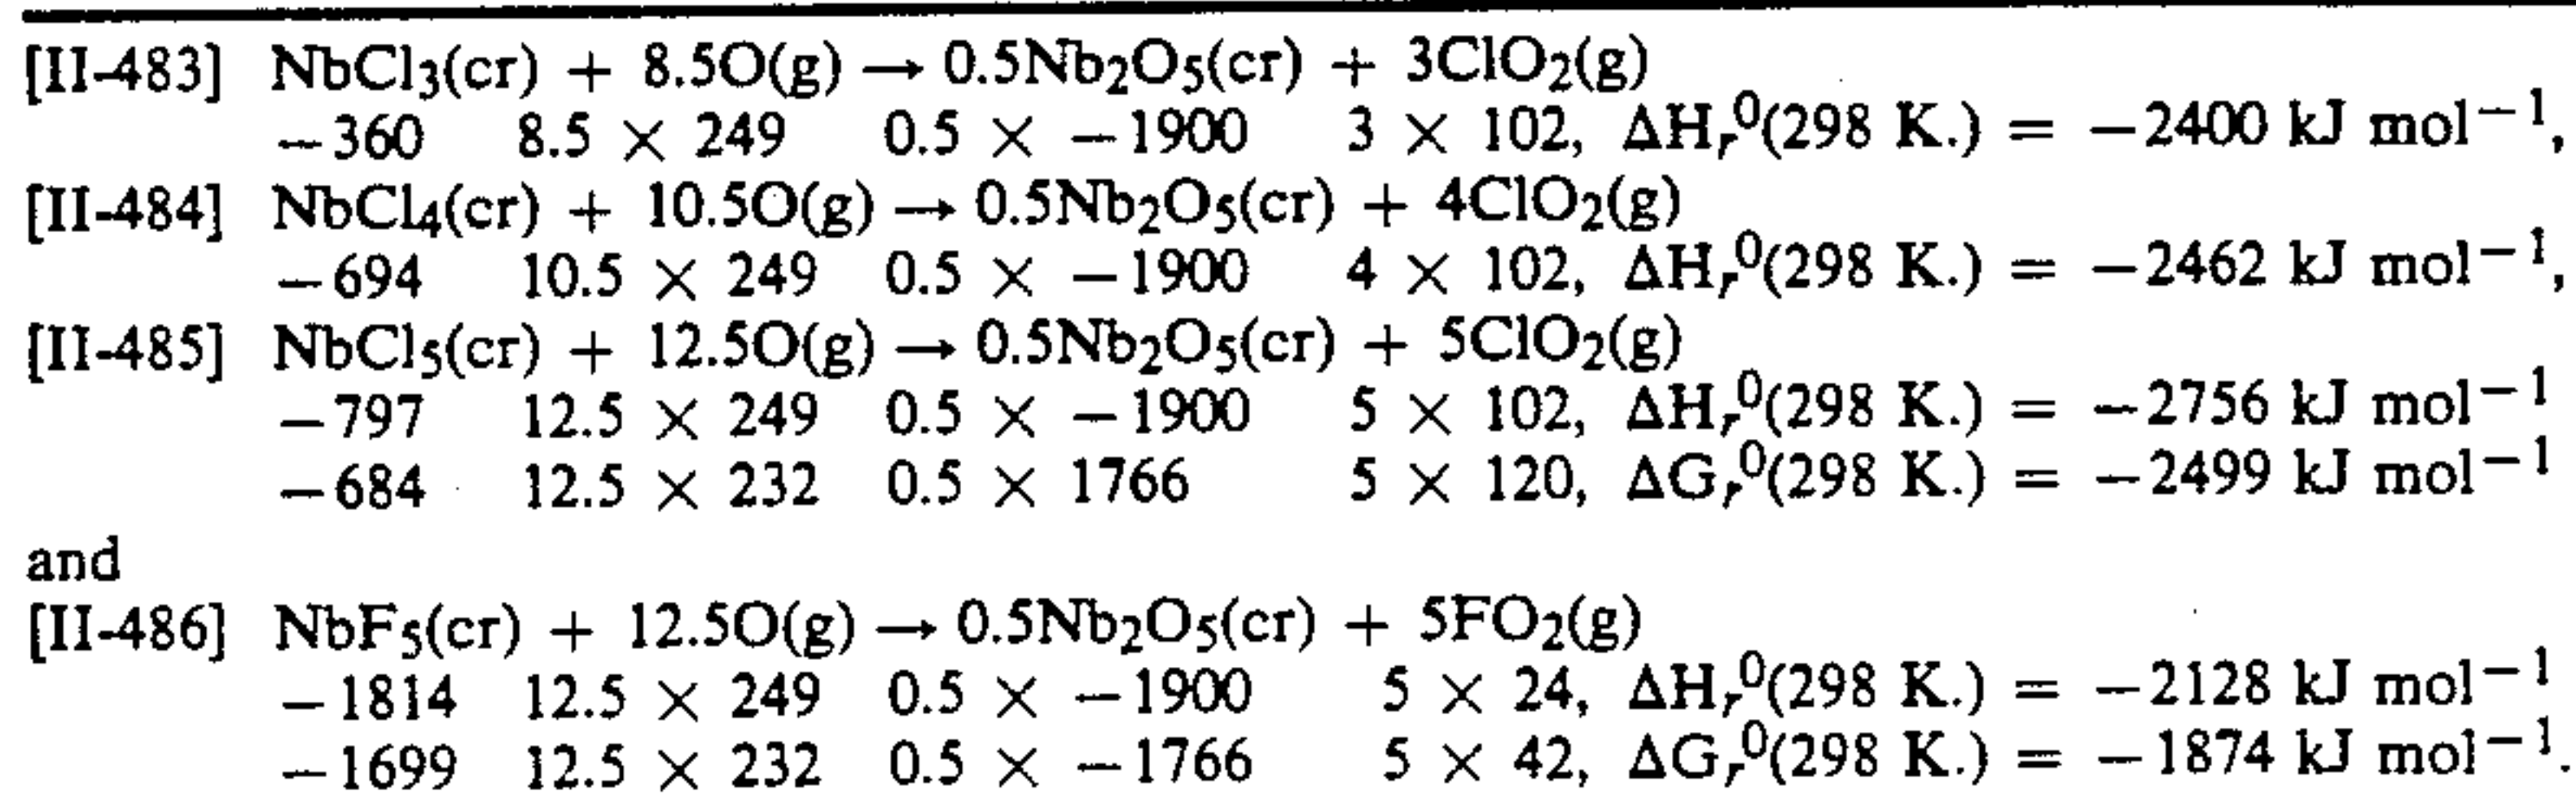 [II-483] NbCl₃(cr) + 8.5O(g) → 0.5Nb₂O₅(cr) + 3ClO₂(g)
−360 8.5 × 249 0.5 × −1900 3 × 102, ΔHᵣ⁰(298 K.) = −2400 kJ mol⁻¹,
[II-484] NbCl₄(cr) + 10.5O(g) → 0.5Nb₂O₅(cr) + 4ClO₂(g)
−694 10.5 × 249 0.5 × −1900 4 × 102, ΔHᵣ⁰(298 K.) = −2462 kJ mol⁻¹,
[II-485] NbCl₅(cr) + 12.5O(g) → 0.5Nb₂O₅(cr) + 5ClO₂(g)
−797 12.5 × 249 0.5 × −1900 5 × 102, ΔHᵣ⁰(298 K.) = −2756 kJ mol⁻¹
−684 12.5 × 232 0.5 × 1766 5 × 120, ΔGᵣ⁰(298 K.) = −2499 kJ mol⁻¹
and
[II-486] NbF₅(cr) + 12.5O(g) → 0.5Nb₂O₅(cr) + 5FO₂(g)
−1814 12.5 × 249 0.5 × −1900 5 × 24, ΔHᵣ⁰(298 K.) = −2128 kJ mol⁻¹
−1699 12.5 × 232 0.5 × −1766 5 × 42, ΔGᵣ⁰(298 K.) = −1874 kJ mol⁻¹.